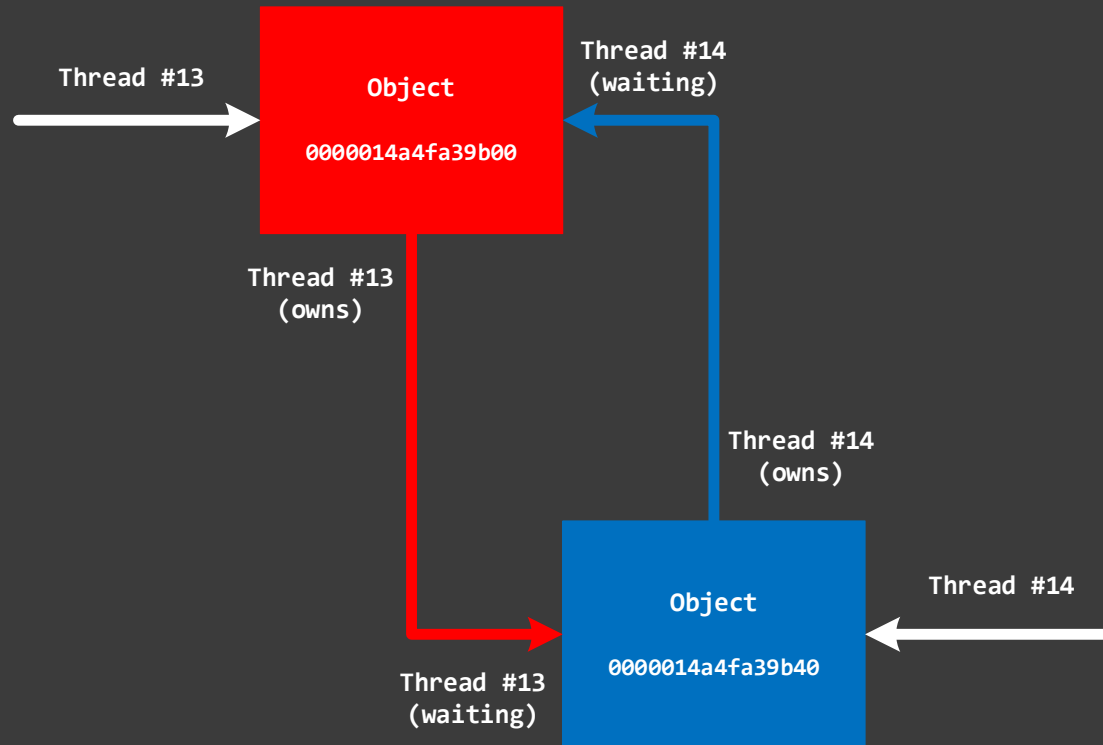 Thread #13
Object
0000014a4fa39b00
Thread #14
(waiting)
Thread #13
(owns)
Thread #14
(owns)
Object
0000014a4fa39b40
Thread #14
Thread #13
(waiting)